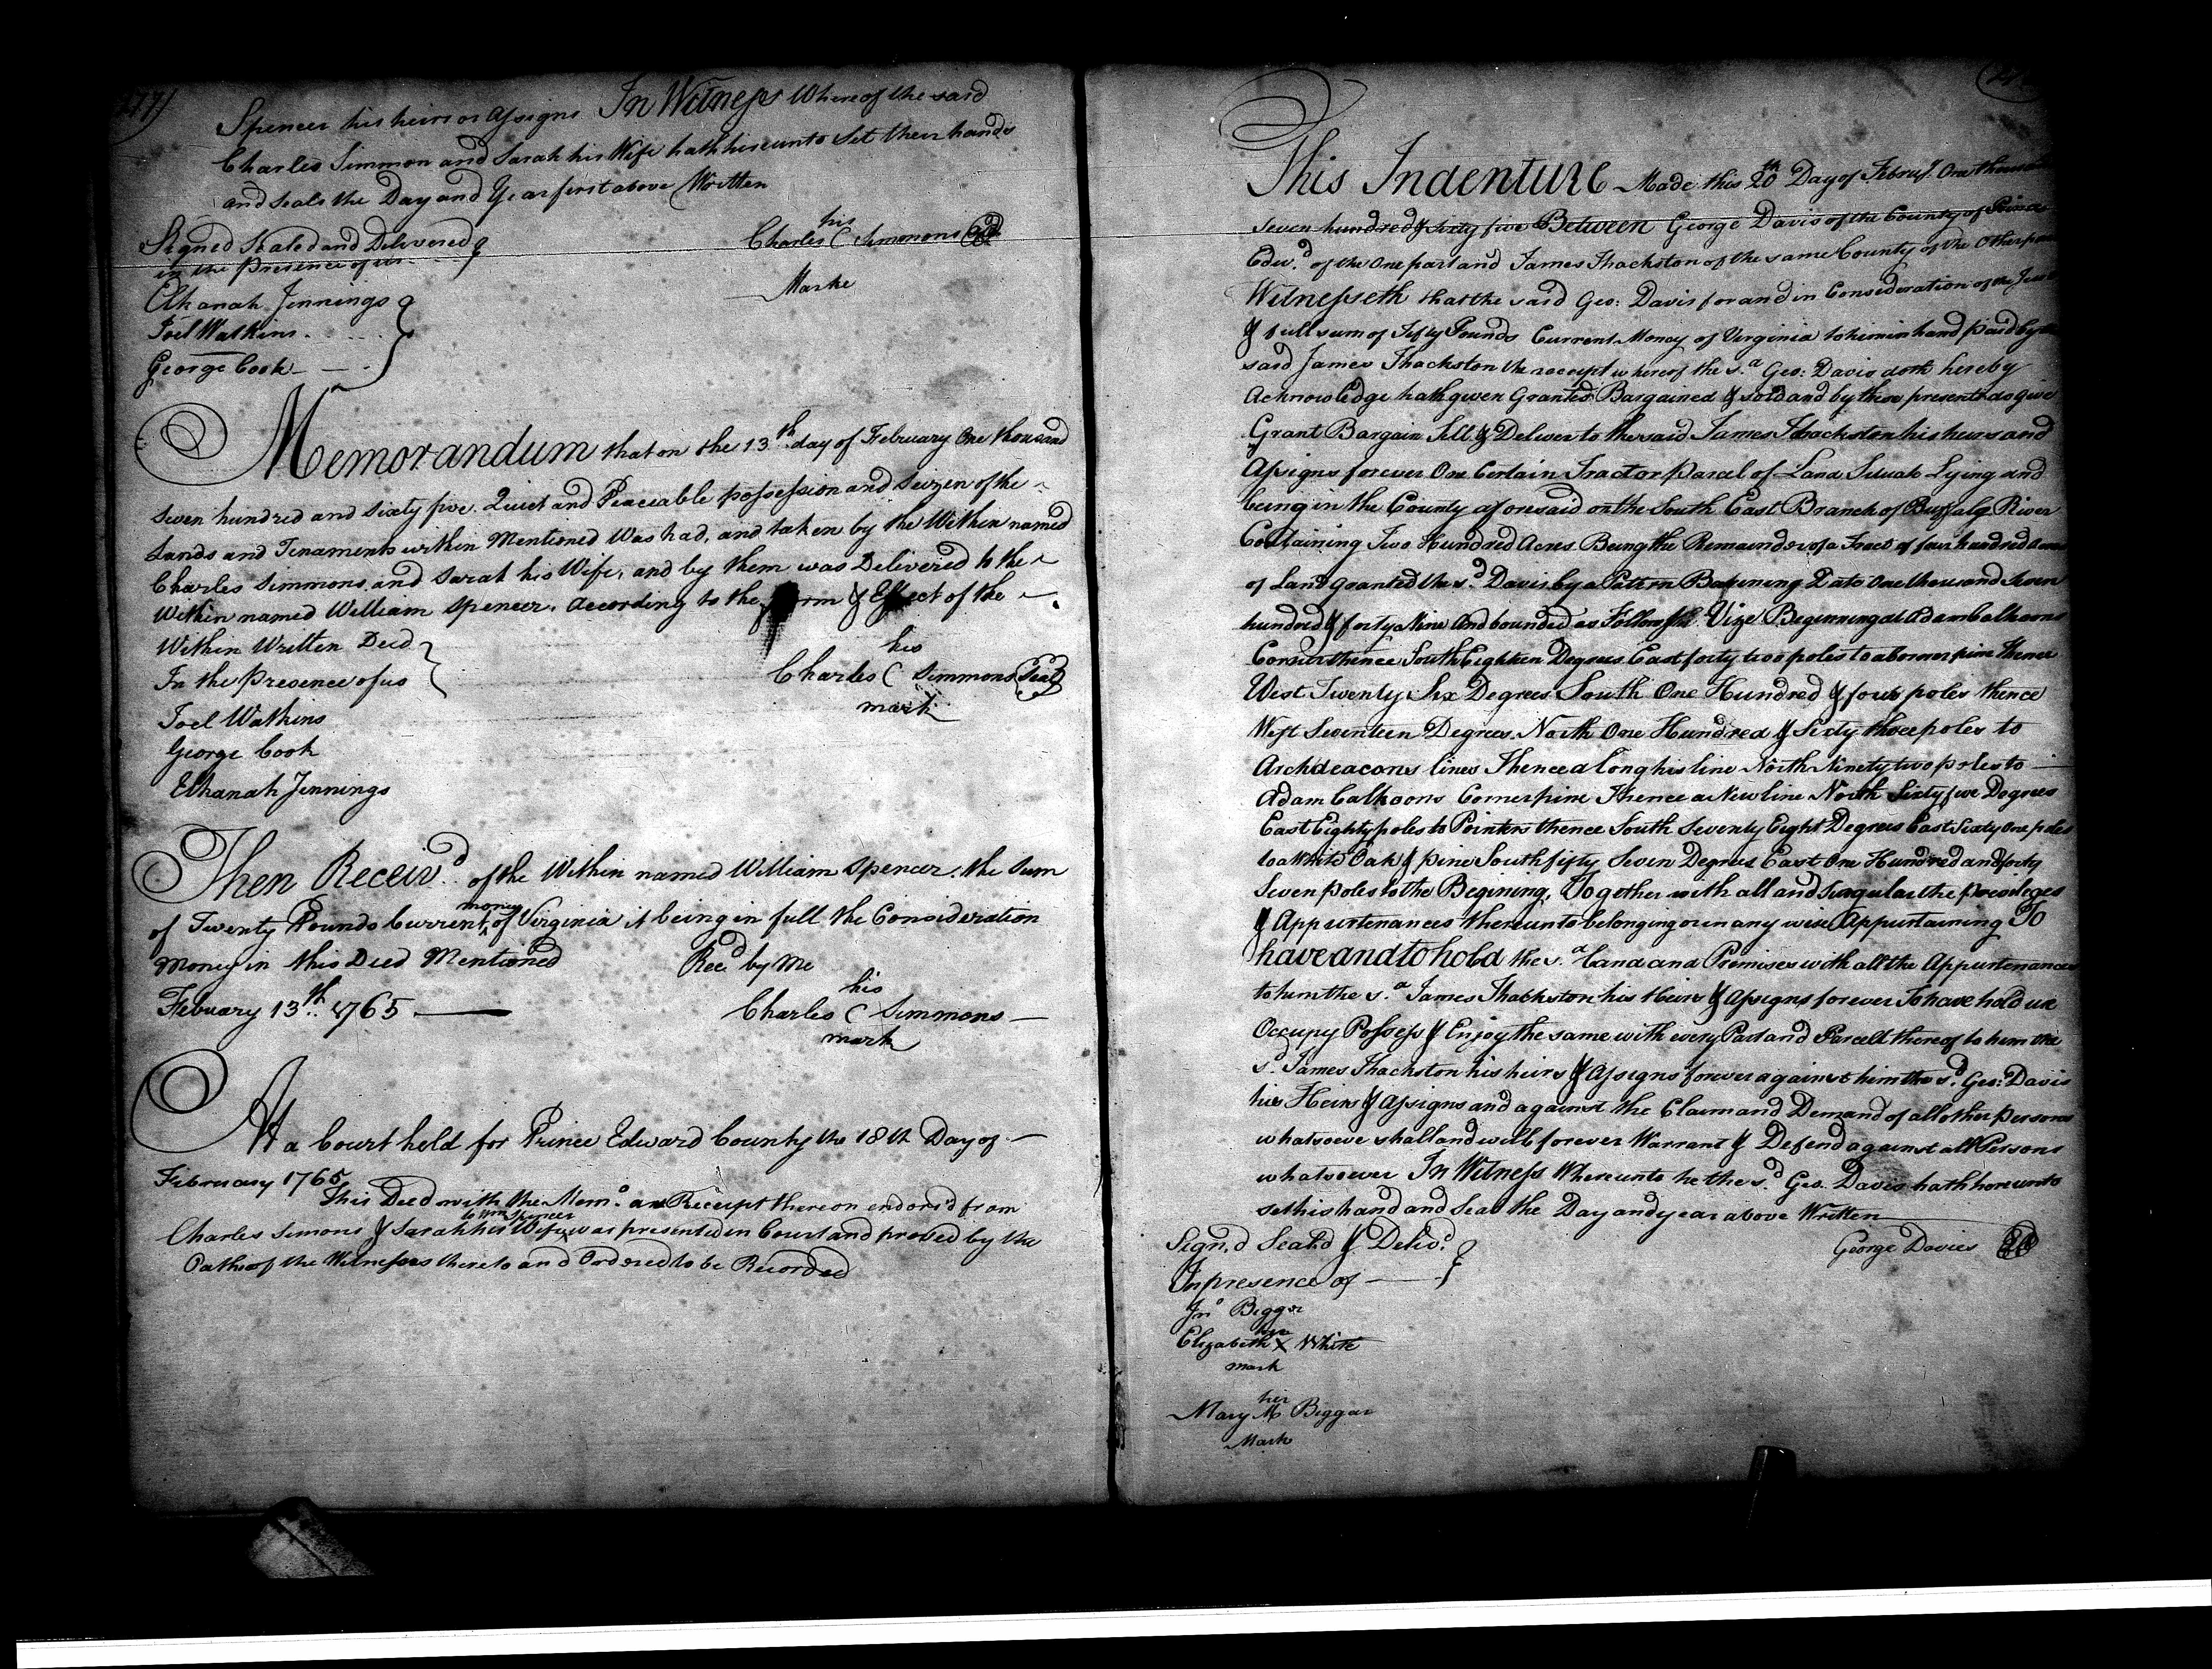 Spencer his heirs or Assigns In Witness Whereof the said
Charles Simmon and Sarah his Wife hath hereunto Set their hands
and Seals the Day and Year first above Written
Signed Sealed and Delivered
in the Presence of us
his
Charles C Simmons
Marke
Elkanah Jennings
Joel Watkins
George Cook
Memorandum that on the 13th day of February One thousand
Seven hundred and Sixty five. Quiet and Peaceable possession and Seizen of the
Lands and Tenaments within Mentioned Was had, and taken by the Within named
Charles Simmons and Sarah his Wife, and by them was Delivered to the
Within named William Spencer. According to the form & Effect of the
Within Written Deed
In the Presence of us
his
Charles C Simmons Seal
mark
Joel Watkins
George Cook
Elkanah Jennings
Then Receiv'd of the Within named William Spencer. the Sum
of Twenty Pounds Current money of Virginia it being in full the Consideration
Money in this Deed Mentioned
Rec'd by Me
February 13th 1765
his
Charles C Simmons
mark
At a Court held for Prince Edward County the 18th Day of
February 1765
This Deed with the Memo. and Receipt thereon endors'd from
Charles Simons & Sarah his Wife to Wm Spencer was presented in Court and proved by the
Oaths of the Witnesses thereto and Ordered to be Recorded
This Indenture Made this 20th Day of Febru.y One thousand
Seven hundred & Sixty five Between George Davis of the County of Prince
Edw.d of the One part and James Thackston of the same County of the Other part
Witnesseth that the said Geo: Davis for and in Consideration of the Just
& full sum of Fifty Pounds Current Money of Virginia to him in hand paid by the
said James Thackston the receipt whereof the s.d Geo: Davis doth hereby
Acknowledge hath given Granted Bargained & sold and by these presents do give
Grant Bargain Sell & Deliver to the said James Thackston his heirs and
Assigns forever One Certain Tract or Parcel of Land Situate Lying and
being in the County aforesaid on the South East Branch of Buffalo River
Containing Two Hundred Acres Being the Remainder of a Tract of four hundred Acres
of Land granted the s.d Davis by a Patern Bairning Date One thousand Seven
hundred & forty Nine And bounded as Followeth Vize Beginning at Adam Calhoons
Corner thence South Eighteen Degrees East forty two poles to a Corner pine Thence
West Twenty Six Degrees South One Hundred & four poles thence
West Seventeen Degrees North One Hundred & Sixty three poles to
Archdeacons lines Thence along his line North Ninety two poles to
Adam Calhoons Corner pine Thence a New line North Sixty five Degrees
East Eighty poles to Pointers thence South Seventy Eight Degrees East Sixty One poles
to a White Oak & pine South fifty Seven Degrees East One Hundred and forty
Seven poles to the Begining, Together with all and Singular the priveleges
& Appurtenances thereunto belonging or in any wise Appurtaining To
have and to hold the s.d Land and Premises with all the Appurtenances
to him the s.d James Thackston his Heirs & Assigns forever To have hold use
Occupy Possess & Enjoy the same with every Part and Parcell thereof to him the
s.d James Thackston his heirs & Assigns forever against him the s.d Geo: Davis
his Heirs & Assigns and against the Claim and Demand of all other persons
whatsoeve shall and will forever Warrant & Defend against all Persons
whatsoever In Witness Whereunto he the s.d Geo. Davis hath hereunto
set his hand and Seal the Day and year above Written
Sign.d Seal.d & Deliv.d
In presence of
George Davies
Jno Bigger
her
Elizabeth X White
mark
her
Mary M Biggar
Mark